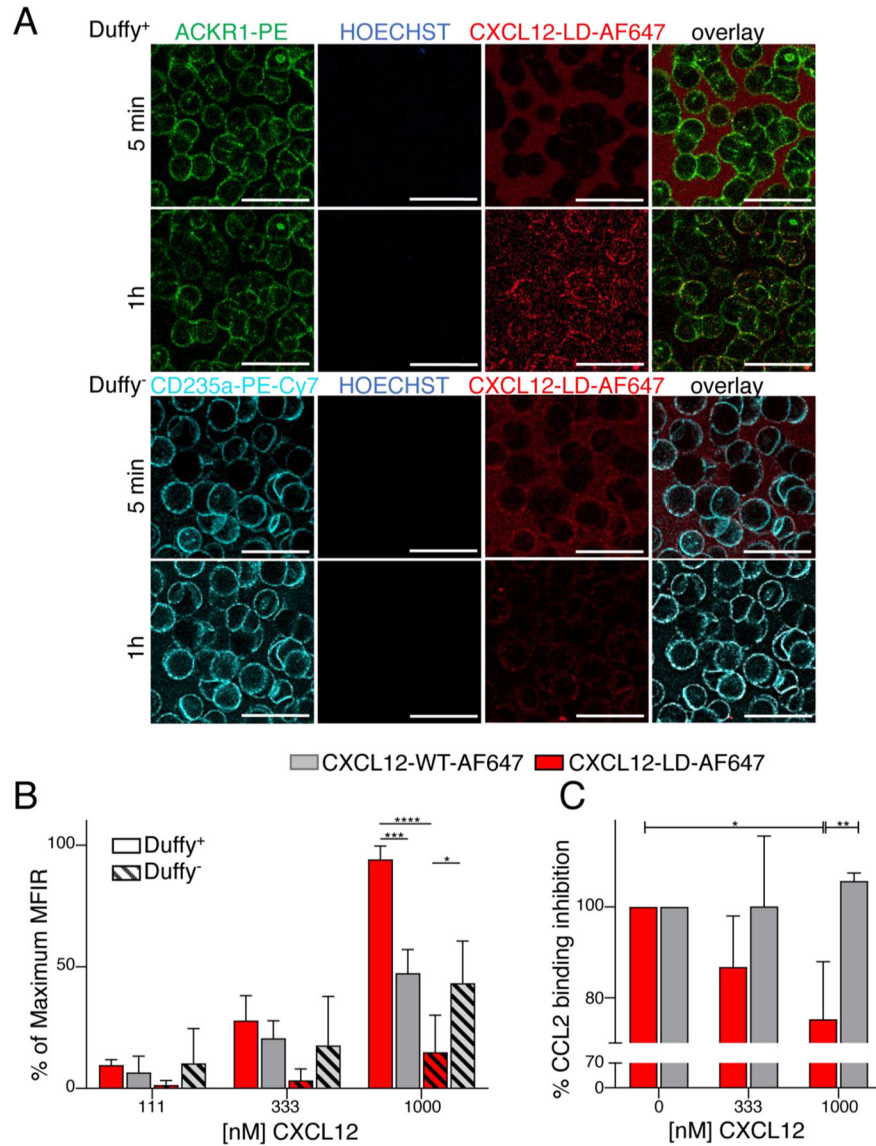 A
Duffy⁺ ACKR1-PE HOECHST CXCL12-LD-AF647 overlay
5 min
1h
Duffy⁻ CD235a-PE-Cy7 HOECHST CXCL12-LD-AF647 overlay
5 min
1h
CXCL12-WT-AF647 CXCL12-LD-AF647
B
% of Maximum MFIR
100
50
0
Duffy⁺
Duffy⁻
****
***
*
111 333 1000
[nM] CXCL12
C
% CCL2 binding inhibition
100
80
70
0
* **
0 333 1000
[nM] CXCL12